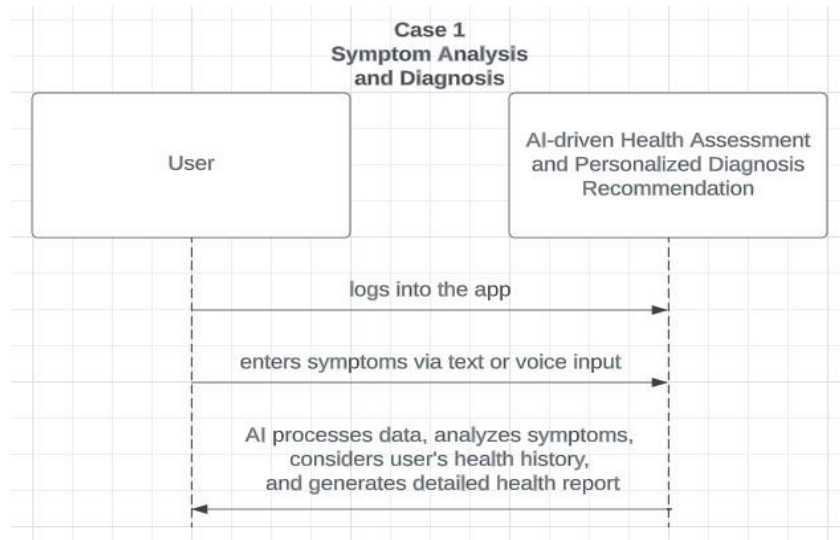 Case 1
Symptom Analysis
and Diagnosis
User
AI-driven Health Assessment
and Personalized Diagnosis
Recommendation
logs into the app
enters symptoms via text or voice input
AI processes data, analyzes symptoms,
considers user's health history,
and generates detailed health report